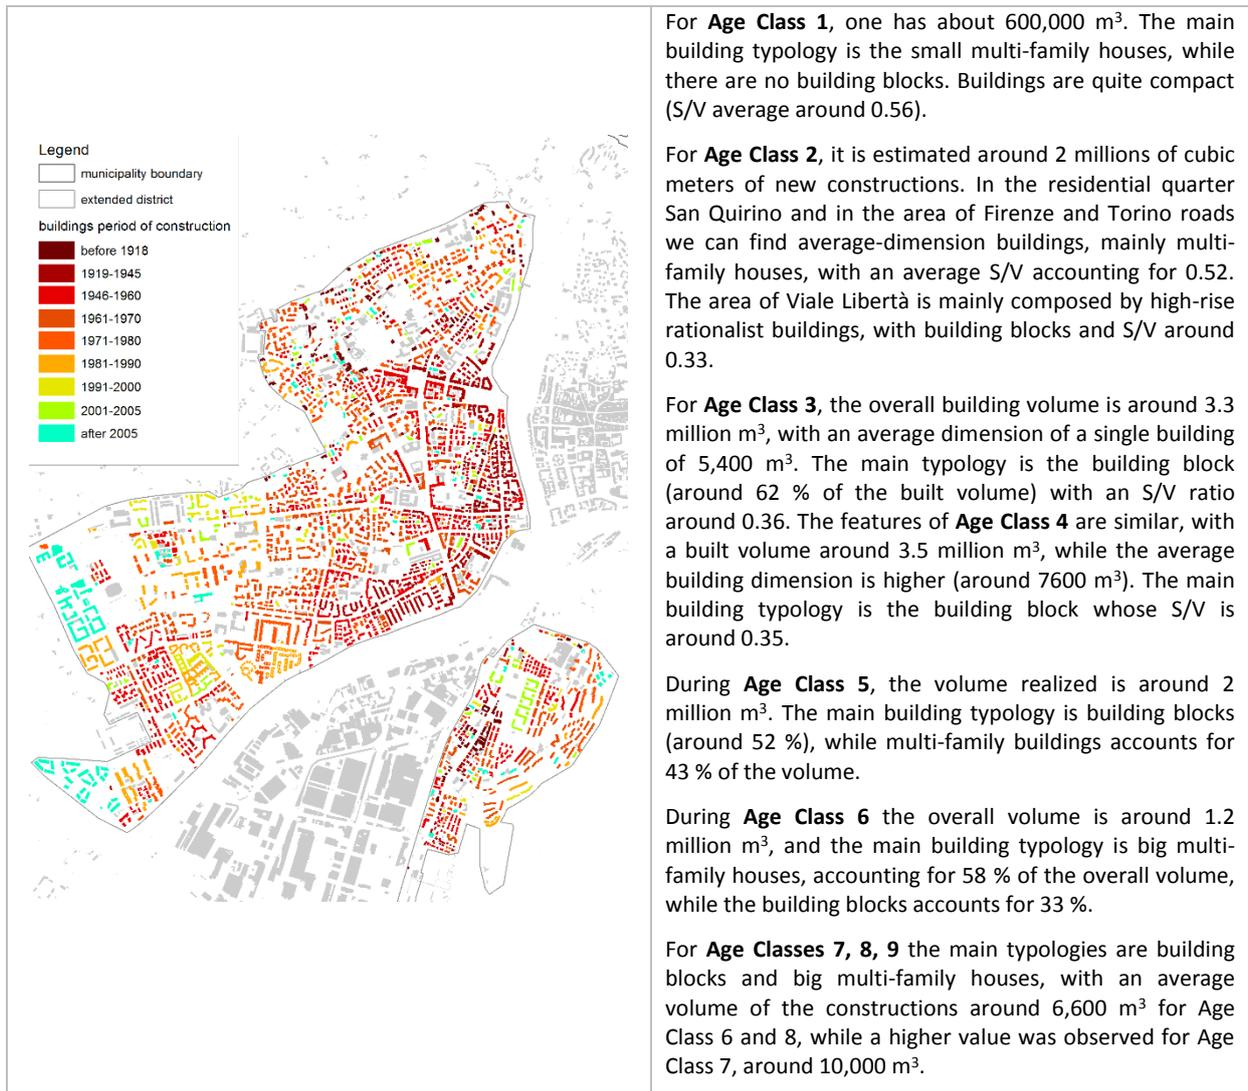 Legend
municipality boundary
extended district
buildings period of construction
before 1918
1919-1945
1946-1960
1961-1970
1971-1980
1981-1990
1991-2000
2001-2005
after 2005
For Age Class 1, one has about 600,000 m³. The main
building typology is the small multi-family houses, while
there are no building blocks. Buildings are quite compact
(S/V average around 0.56).
For Age Class 2, it is estimated around 2 millions of cubic
meters of new constructions. In the residential quarter
San Quirino and in the area of Firenze and Torino roads
we can find average-dimension buildings, mainly multi-
family houses, with an average S/V accounting for 0.52.
The area of Viale Libertà is mainly composed by high-rise
rationalist buildings, with building blocks and S/V around
0.33.
For Age Class 3, the overall building volume is around 3.3
million m³, with an average dimension of a single building
of 5,400 m³. The main typology is the building block
(around 62 % of the built volume) with an S/V ratio
around 0.36. The features of Age Class 4 are similar, with
a built volume around 3.5 million m³, while the average
building dimension is higher (around 7600 m³). The main
building typology is the building block whose S/V is
around 0.35.
During Age Class 5, the volume realized is around 2
million m³. The main building typology is building blocks
(around 52 %), while multi-family buildings accounts for
43 % of the volume.
During Age Class 6 the overall volume is around 1.2
million m³, and the main building typology is big multi-
family houses, accounting for 58 % of the overall volume,
while the building blocks accounts for 33 %.
For Age Classes 7, 8, 9 the main typologies are building
blocks and big multi-family houses, with an average
volume of the constructions around 6,600 m³ for Age
Class 6 and 8, while a higher value was observed for Age
Class 7, around 10,000 m³.